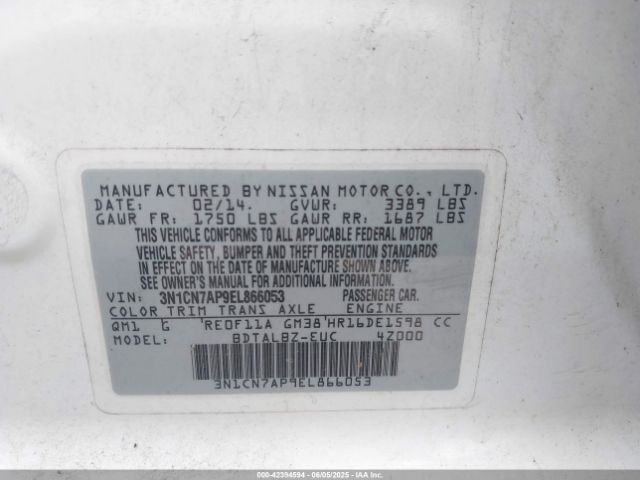 MANUFACTURED BY NISSAN MOTOR CO., LTD.
DATE: 02/14. GVWR: 3389 LBS
GAWR FR: 1750 LBS GAWR RR: 1687 LBS
THIS VEHICLE CONFORMS TO ALL APPLICABLE FEDERAL MOTOR
VEHICLE SAFETY, BUMPER AND THEFT PREVENTION STANDARDS
IN EFFECT ON THE DATE OF MANUFACTURE SHOWN ABOVE.
SEE OWNER'S MANUAL FOR ADDITIONAL INFORMATION.
VIN: 3N1CN7AP9EL866053 PASSENGER CAR.
COLOR TRIM TRANS AXLE ENGINE
QM1 G RE0F11A GM38 HR16DE1598 CC
MODEL: BDTALBZ-EUC 4Z000
3N1CN7AP9EL866053
000-42394594 | 06/05/2025 - IAAI.COM